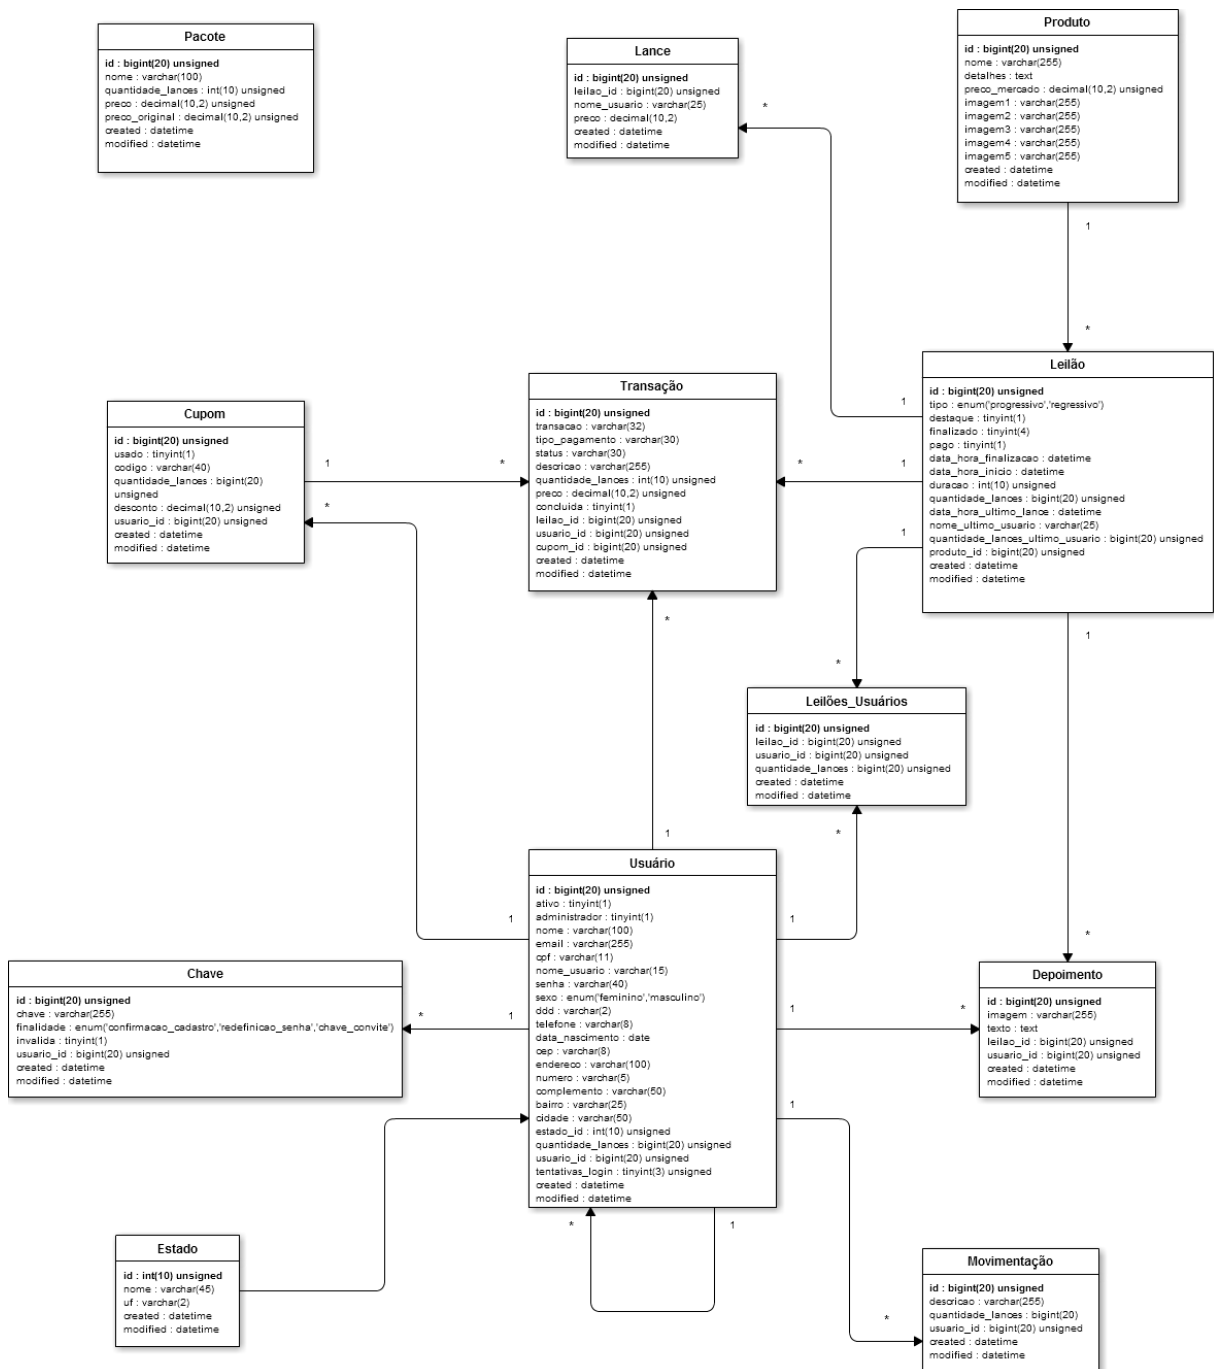 Pacote
id : bigint(20) unsigned
nome : varchar(100)
quantidade_lances : int(10) unsigned
preco : decimal(10,2) unsigned
preco_original : decimal(10,2) unsigned
created : datetime
modified : datetime
Lance
id : bigint(20) unsigned
leilao_id : bigint(20) unsigned
nome_usuario : varchar(25)
preco : decimal(10,2)
created : datetime
modified : datetime
Produto
id : bigint(20) unsigned
nome : varchar(255)
detalhes : text
preco_mercado : decimal(10,2) unsigned
imagem1 : varchar(255)
imagem2 : varchar(255)
imagem3 : varchar(255)
imagem4 : varchar(255)
imagem5 : varchar(255)
created : datetime
modified : datetime
*
1
*
1
Leilão
id : bigint(20) unsigned
tipo : enum('progressivo','regressivo')
destaque : tinyint(1)
finalizado : tinyint(4)
pago : tinyint(1)
data_hora_finalizacao : datetime
data_hora_inicio : datetime
duracao : int(10) unsigned
quantidade_lances : bigint(20) unsigned
data_hora_ultimo_lance : datetime
nome_ultimo_usuario : varchar(25)
quantidade_lances_ultimo_usuario : bigint(20) unsigned
produto_id : bigint(20) unsigned
created : datetime
modified : datetime
Transação
id : bigint(20) unsigned
transacao : varchar(32)
tipo_pagamento : varchar(30)
status : varchar(30)
descricao : varchar(255)
quantidade_lances : int(10) unsigned
preco : decimal(10,2) unsigned
concluida : tinyint(1)
leilao_id : bigint(20) unsigned
usuario_id : bigint(20) unsigned
cupom_id : bigint(20) unsigned
created : datetime
modified : datetime
Cupom
id : bigint(20) unsigned
usado : tinyint(1)
codigo : varchar(40)
quantidade_lances : bigint(20)
unsigned
desconto : decimal(10,2) unsigned
usuario_id : bigint(20) unsigned
created : datetime
modified : datetime
1
*
*
1
*
1
*
1
*
Leilões_Usuários
id : bigint(20) unsigned
leilao_id : bigint(20) unsigned
usuario_id : bigint(20) unsigned
quantidade_lances : bigint(20) unsigned
created : datetime
modified : datetime
1
*
Usuário
id : bigint(20) unsigned
ativo : tinyint(1)
administrador : tinyint(1)
nome : varchar(100)
email : varchar(255)
cpf : varchar(11)
nome_usuario : varchar(15)
senha : varchar(40)
sexo : enum('feminino','masculino')
ddd : varchar(2)
telefone : varchar(8)
data_nascimento : date
cep : varchar(8)
endereco : varchar(100)
numero : varchar(5)
complemento : varchar(50)
bairro : varchar(25)
cidade : varchar(50)
estado_id : int(10) unsigned
quantidade_lances : bigint(20) unsigned
usuario_id : bigint(20) unsigned
tentativas_login : tinyint(3) unsigned
created : datetime
modified : datetime
1
1
*
Chave
id : bigint(20) unsigned
chave : varchar(255)
finalidade : enum('confirmacao_cadastro','redefinicao_senha','chave_convite')
invalida : tinyint(1)
usuario_id : bigint(20) unsigned
created : datetime
modified : datetime
*
1
1
*
Depoimento
id : bigint(20) unsigned
imagem : varchar(255)
texto : text
leilao_id : bigint(20) unsigned
usuario_id : bigint(20) unsigned
created : datetime
modified : datetime
1
*
1
Estado
id : int(10) unsigned
nome : varchar(45)
uf : varchar(2)
created : datetime
modified : datetime
Movimentação
id : bigint(20) unsigned
descricao : varchar(255)
quantidade_lances : bigint(20)
usuario_id : bigint(20) unsigned
created : datetime
modified : datetime
*